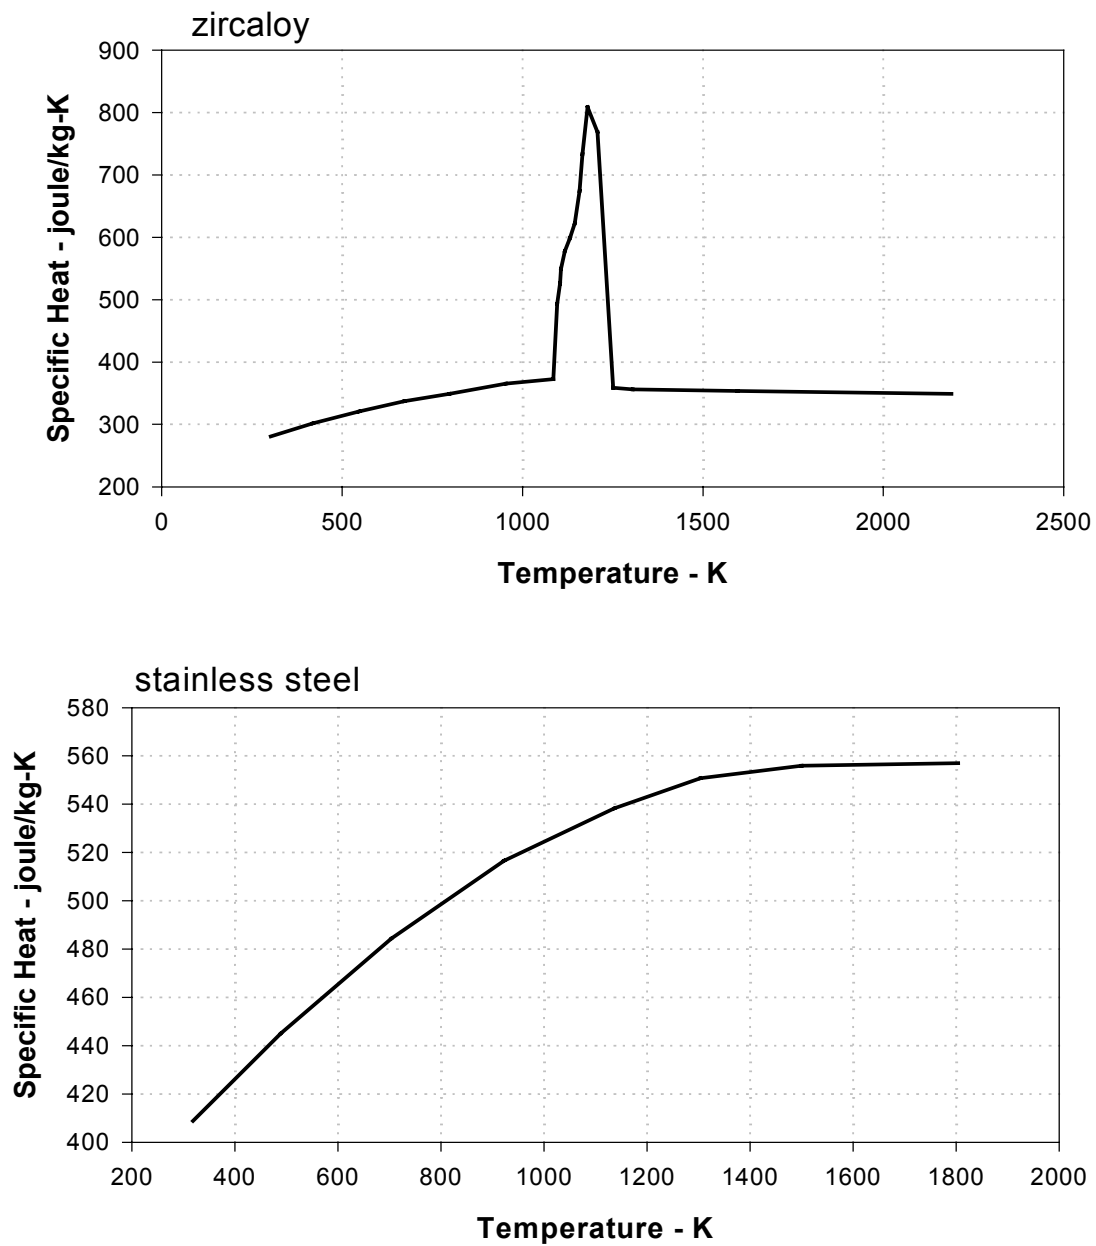 zircaloy
900
800
700
600
500
400
300
200
Specific Heat - joule/kg-K
0 500 1000 1500 2000 2500
Temperature - K
stainless steel
580
560
540
520
500
480
460
440
420
400
Specific Heat - joule/kg-K
200 400 600 800 1000 1200 1400 1600 1800 2000
Temperature - K